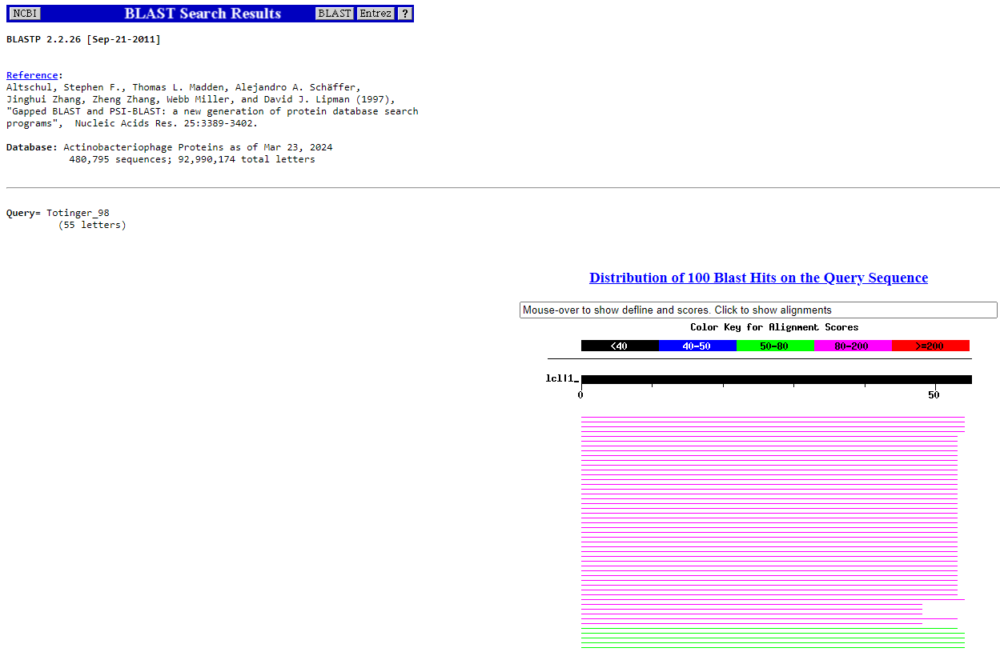 NCBI BLAST Search Results BLAST Entrez ?
BLASTP 2.2.26 [Sep-21-2011]
Reference:
Altschul, Stephen F., Thomas L. Madden, Alejandro A. Schäffer,
Jinghui Zhang, Zheng Zhang, Webb Miller, and David J. Lipman (1997),
"Gapped BLAST and PSI-BLAST: a new generation of protein database search
programs",  Nucleic Acids Res. 25:3389-3402.
Database: Actinobacteriophage Proteins as of Mar 23, 2024
480,795 sequences; 92,990,174 total letters
Query= Totinger_98
(55 letters)
Distribution of 100 Blast Hits on the Query Sequence
Mouse-over to show defline and scores. Click to show alignments
Color Key for Alignment Scores
<40 40-50 50-80 80-200 >=200
lcl|1_
0 50